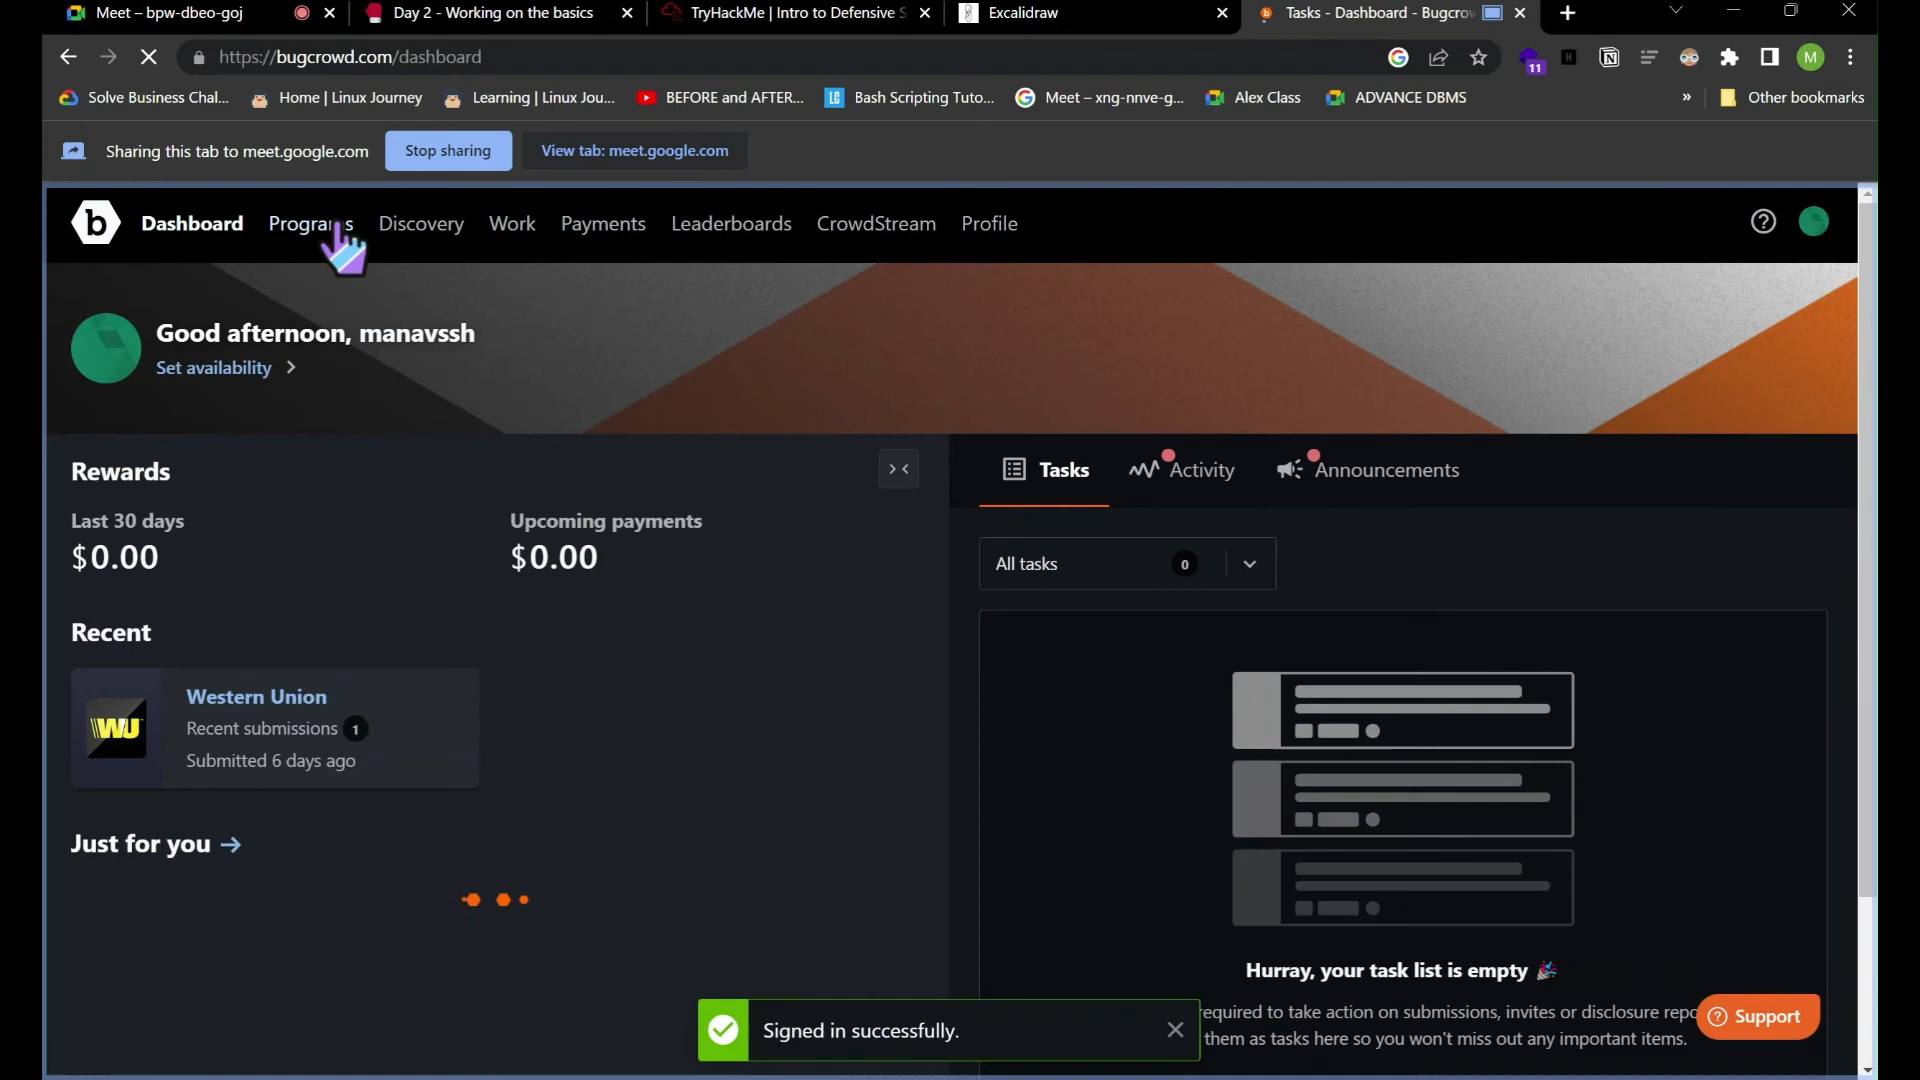 Meet – bpw-dbeo-goj
Day 2 - Working on the basics
TryHackMe | Intro to Defensive S
Excalidraw
Tasks - Dashboard - Bugcrow
https://bugcrowd.com/dashboard
11
M
Solve Business Chal...
Home | Linux Journey
Learning | Linux Jou...
BEFORE and AFTER...
LC
Bash Scripting Tuto...
Meet – xng-nnve-g...
Alex Class
ADVANCE DBMS
»
Other bookmarks
Sharing this tab to meet.google.com
Stop sharing
View tab: meet.google.com
b
Dashboard
Programs
Discovery
Work
Payments
Leaderboards
CrowdStream
Profile
Good afternoon, manavssh
Set availability
Rewards
Last 30 days
Upcoming payments
$0.00
$0.00
Recent
WU
Western Union
Recent submissions 1
Submitted 6 days ago
Just for you
Tasks
Activity
Announcements
All tasks
0
Hurray, your task list is empty 🎉
equired to take action on submissions, invites or disclosure repo
them as tasks here so you won't miss out any important items.
Signed in successfully.
Support